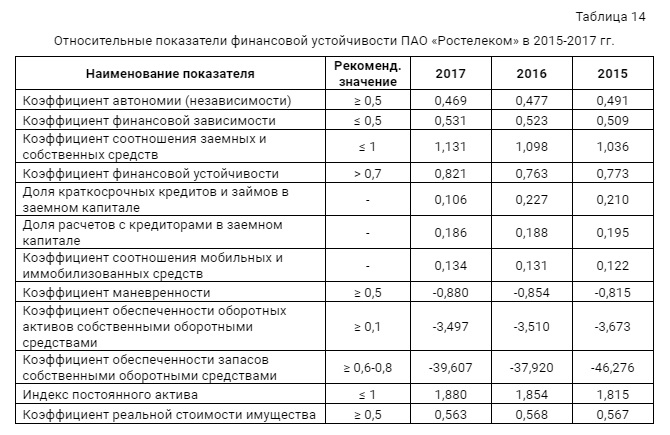 Таблица 14
Относительные показатели финансовой устойчивости ПАО «Ростелеком» в 2015-2017 гг.
Наименование показателя Рекоменд. значение 2017 2016 2015
Коэффициент автономии (независимости) ≥ 0,5 0,469 0,477 0,491
Коэффициент финансовой зависимости ≤ 0,5 0,531 0,523 0,509
Коэффициент соотношения заемных и
собственных средств ≤ 1 1,131 1,098 1,036
Коэффициент финансовой устойчивости > 0,7 0,821 0,763 0,773
Доля краткосрочных кредитов и займов в
заемном капитале - 0,106 0,227 0,210
Доля расчетов с кредиторами в заемном
капитале - 0,186 0,188 0,195
Коэффициент соотношения мобильных и
иммобилизованных средств - 0,134 0,131 0,122
Коэффициент маневренности ≥ 0,5 -0,880 -0,854 -0,815
Коэффициент обеспеченности оборотных
активов собственными оборотными
средствами ≥ 0,1 -3,497 -3,510 -3,673
Коэффициент обеспеченности запасов
собственными оборотными средствами ≥ 0,6-0,8 -39,607 -37,920 -46,276
Индекс постоянного актива ≤ 1 1,880 1,854 1,815
Коэффициент реальной стоимости имущества ≥ 0,5 0,563 0,568 0,567